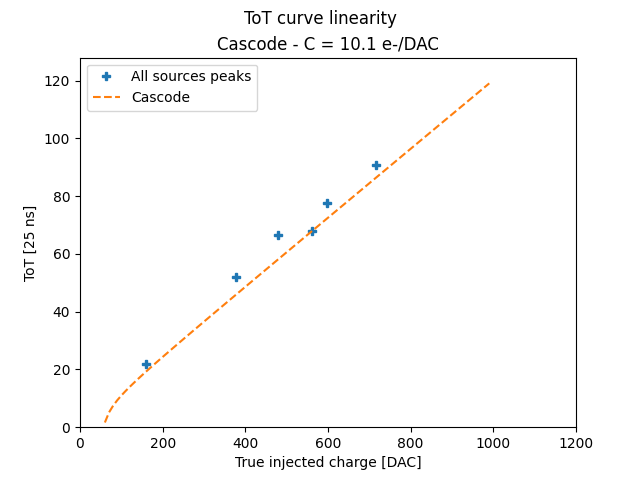 ToT curve linearity
Cascode - C = 10.1 e-/DAC
All sources peaks
Cascode
120
100
80
60
40
20
0
ToT [25 ns]
0 200 400 600 800 1000 1200
True injected charge [DAC]